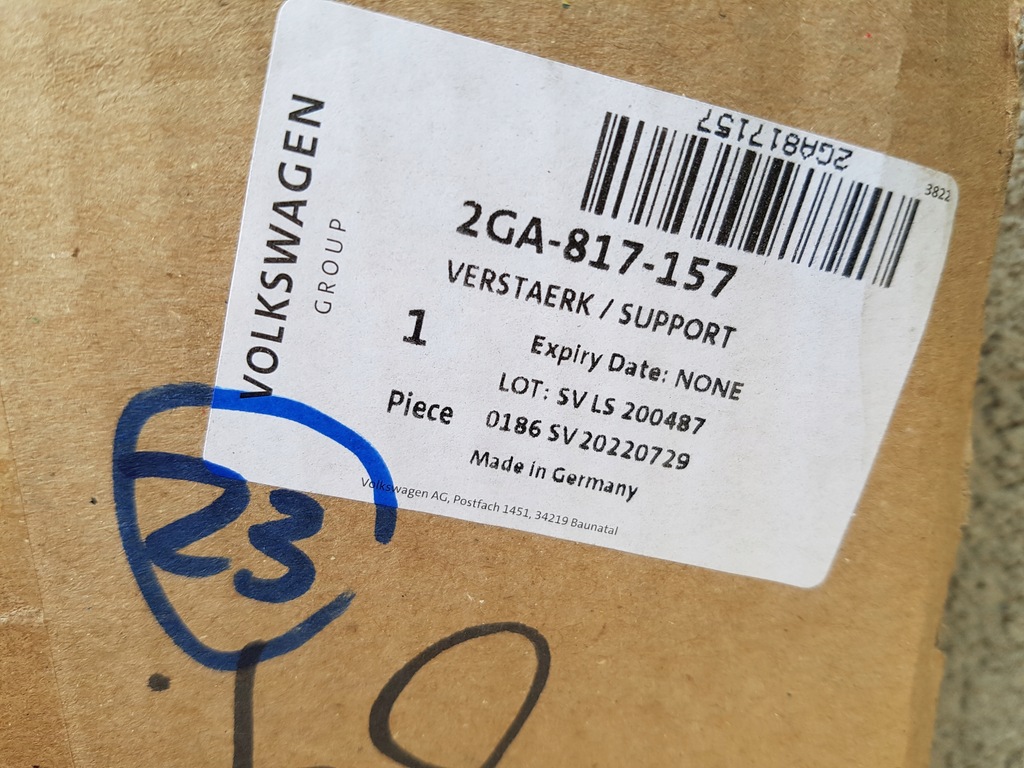 VOLKSWAGEN
GROUP
2GA817157
3822
2GA-817-157
VERSTAERK / SUPPORT
1
Piece
Expiry Date: NONE
LOT: SV LS 200487
0186 SV 20220729
Made in Germany
Volkswagen AG, Postfach 1451, 34219 Baunatal
23